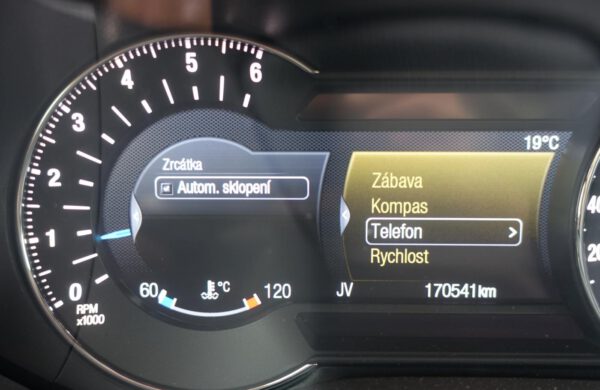 6
5
4
3
2
1
0
RPM
x1000
Zrcátka
Autom. sklopení
60
°C
120
19°C
Zábava
Kompas
Telefon >
Rychlost
JV
170541km